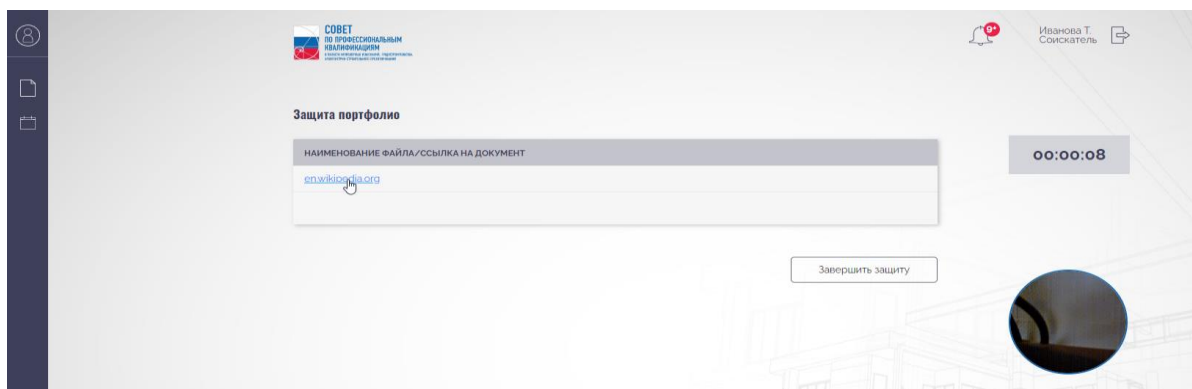 СОВЕТ
ПО ПРОФЕССИОНАЛЬНЫМ
КВАЛИФИКАЦИЯМ
9+
Иванова Т.
Соискатель
Защита портфолио
НАИМЕНОВАНИЕ ФАЙЛА/ССЫЛКА НА ДОКУМЕНТ
00:00:08
en.wikipedia.org
Завершить защиту